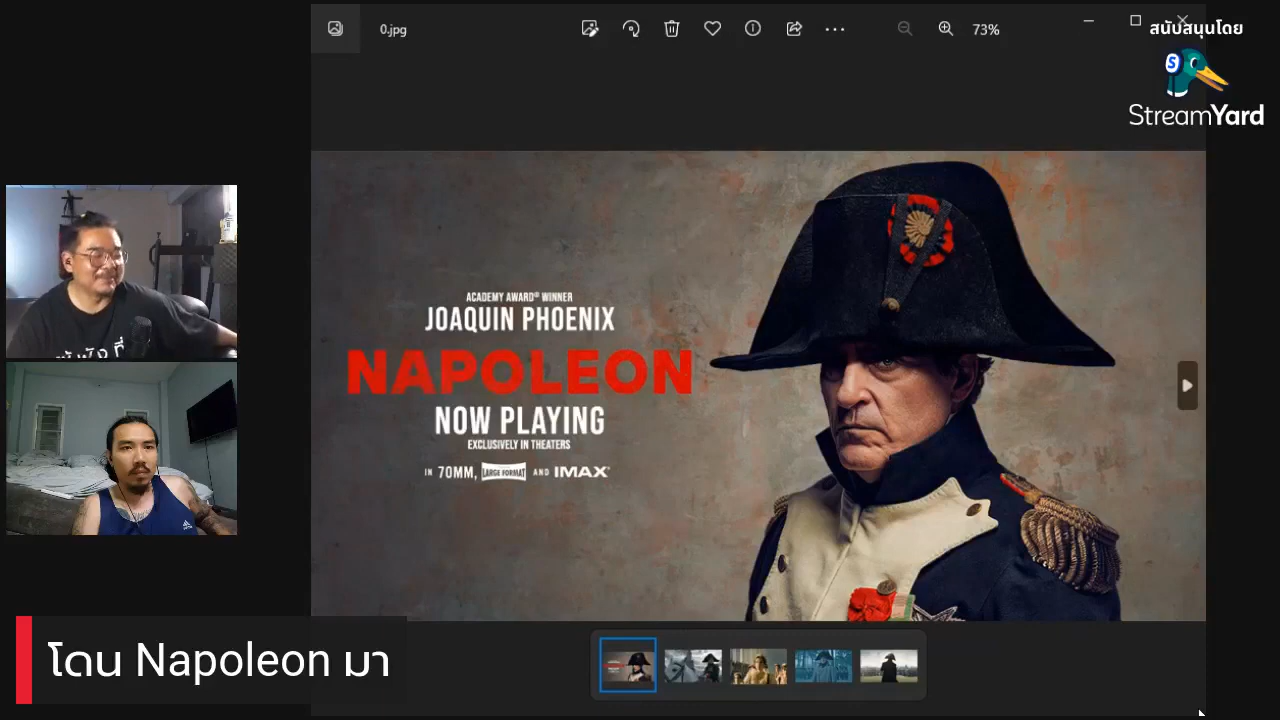 0.jpg
73%
สนับสนุนโดย
S
StreamYard
ACADEMY AWARD® WINNER
JOAQUIN PHOENIX
NAPOLEON
NOW PLAYING
EXCLUSIVELY IN THEATERS
IN 70MM, LARGE FORMAT AND IMAX®
adidas
โดน Napoleon มา